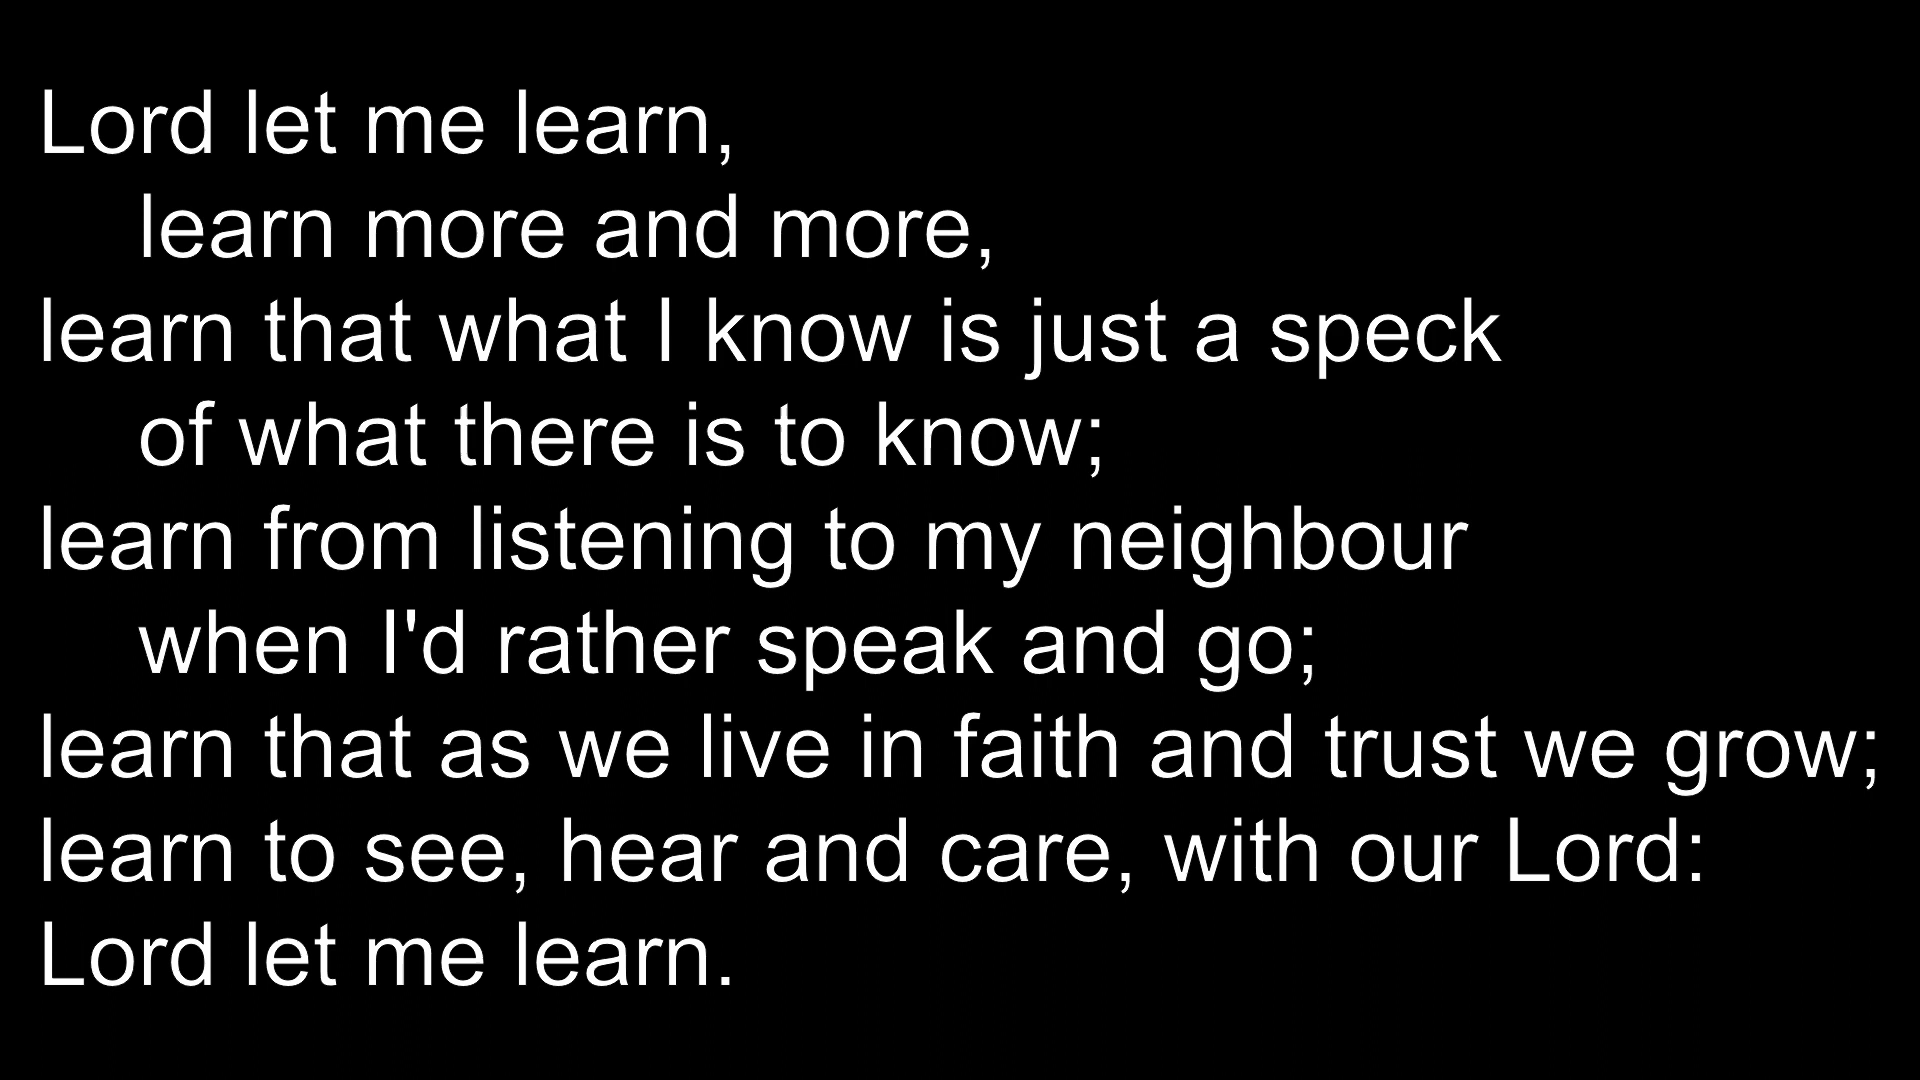 Lord let me learn,
learn more and more,
learn that what I know is just a speck
of what there is to know;
learn from listening to my neighbour
when I'd rather speak and go;
learn that as we live in faith and trust we grow;
learn to see, hear and care, with our Lord:
Lord let me learn.